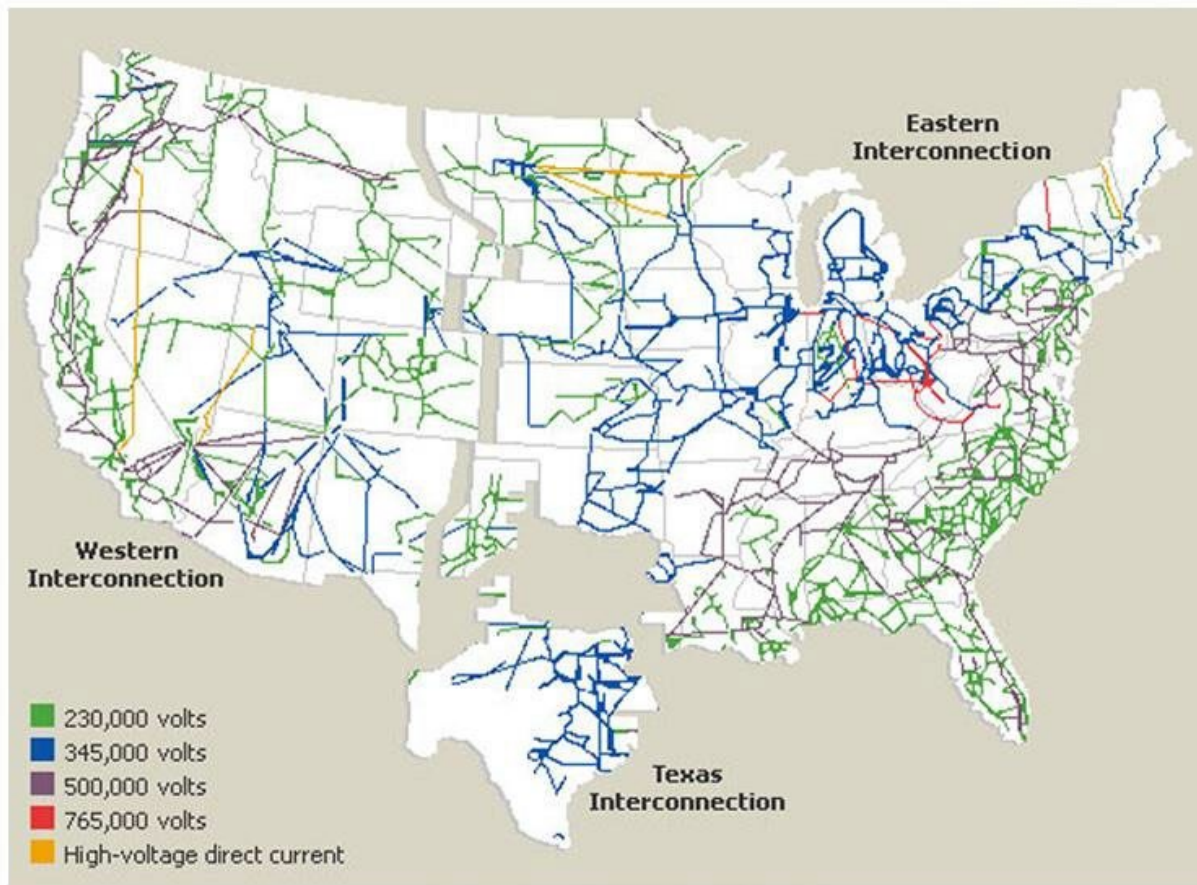 Eastern
Interconnection
Western
Interconnection
Texas
Interconnection
230,000 volts
345,000 volts
500,000 volts
765,000 volts
High-voltage direct current